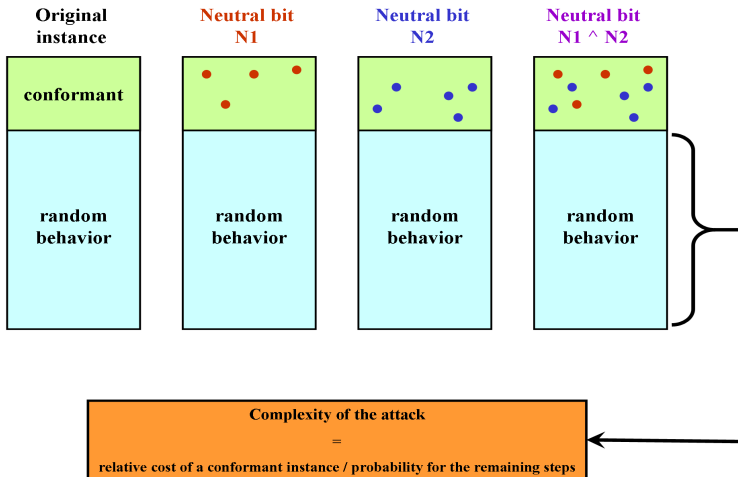 Original
instance
Neutral bit
N1
Neutral bit
N2
Neutral bit
N1 ^ N2
conformant
random
behavior
random
behavior
random
behavior
random
behavior
Complexity of the attack
=
relative cost of a conformant instance / probability for the remaining steps